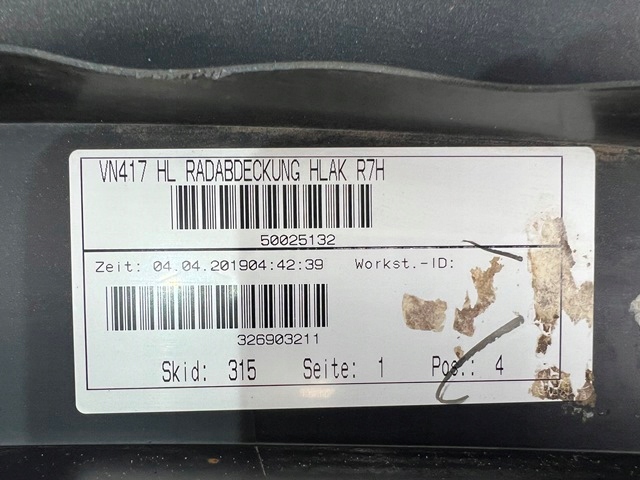 VN417 HL RADABDECKUNG HLAK R7H
50025132
Zeit: 04.04.201904:42:39 Workst.-ID:
326903211
Skid: 315 Seite: 1 Pos.: 4